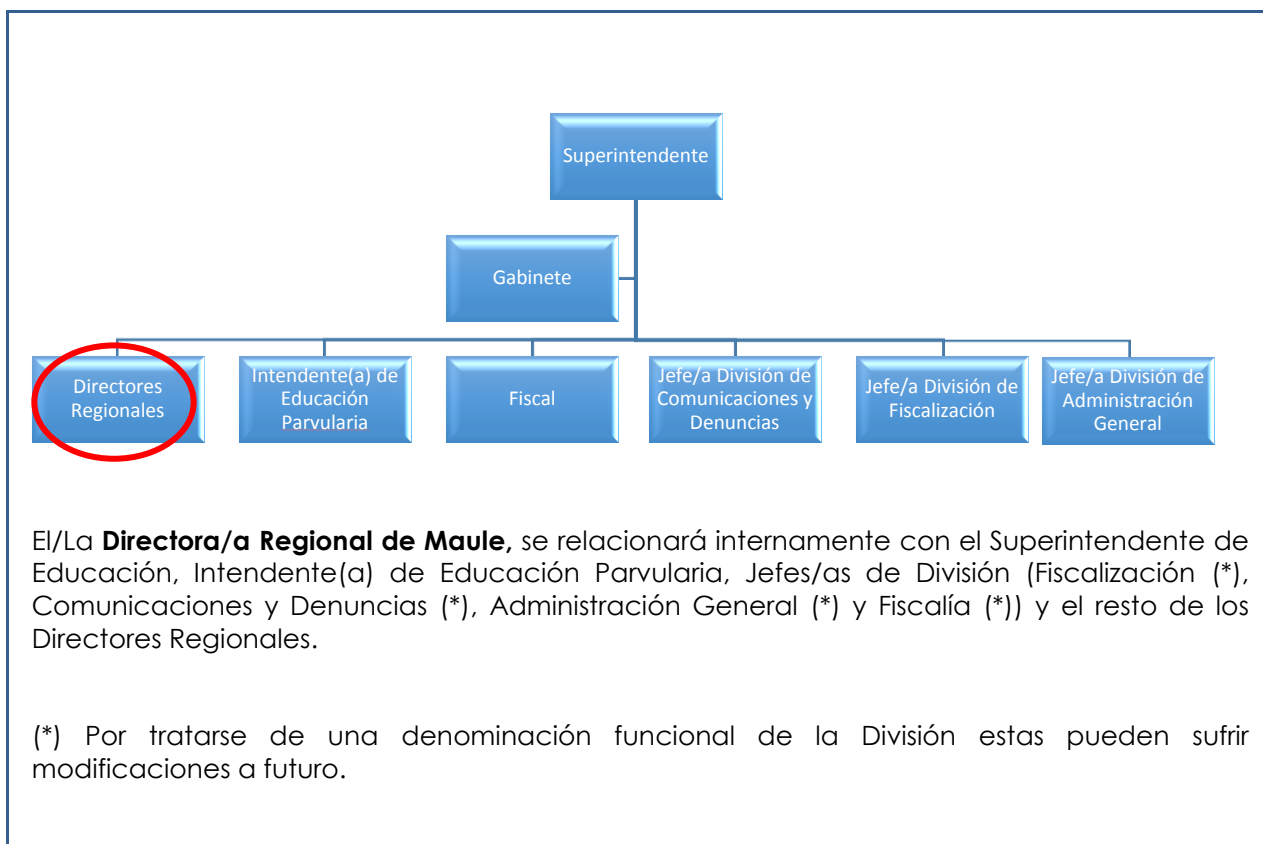 Superintendente
Gabinete
Directores
Regionales
Intendente(a) de
Educación
Parvularia
Fiscal
Jefe/a División de
Comunicaciones y
Denuncias
Jefe/a División de
Fiscalización
Jefe/a División de
Administración
General
El/La Directora/a Regional de Maule, se relacionará internamente con el Superintendente de
Educación, Intendente(a) de Educación Parvularia, Jefes/as de División (Fiscalización (*),
Comunicaciones y Denuncias (*), Administración General (*) y Fiscalía (*)) y el resto de los
Directores Regionales.
(*) Por tratarse de una denominación funcional de la División estas pueden sufrir
modificaciones a futuro.